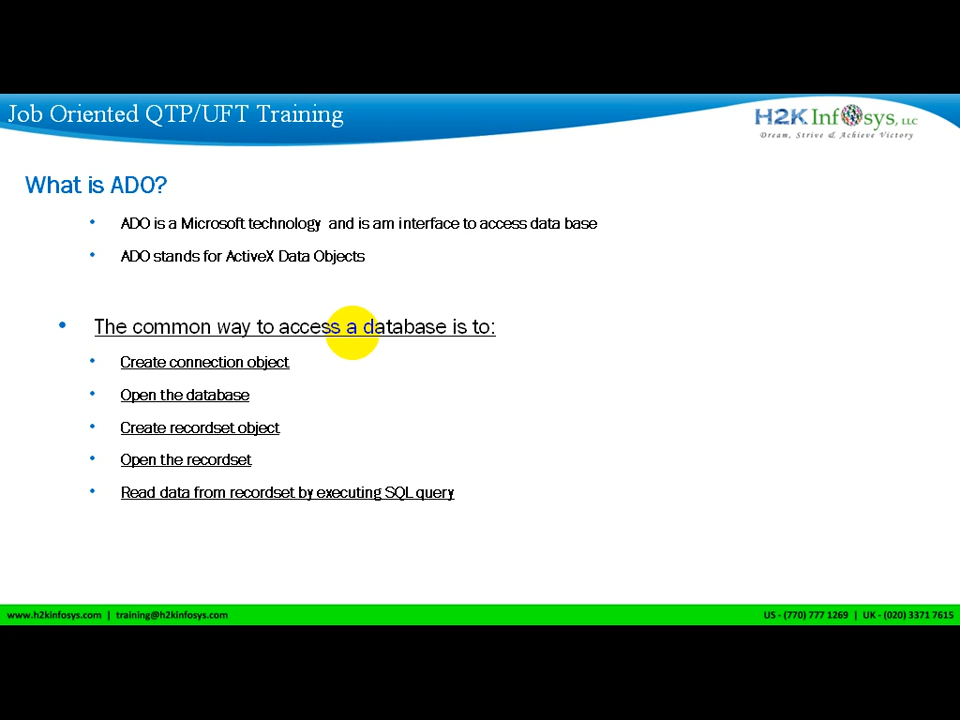 Job Oriented QTP/UFT Training
H2K Infosys, LLC
Dream, Strive & Achieve Victory
What is ADO?
• ADO is a Microsoft technology and is am interface to access data base
• ADO stands for ActiveX Data Objects
• The common way to access a database is to:
• Create connection object
• Open the database
• Create recordset object
• Open the recordset
• Read data from recordset by executing SQL query
www.h2kinfosys.com | training@h2kinfosys.com
US - (770) 777 1269 | UK - (020) 3371 7615